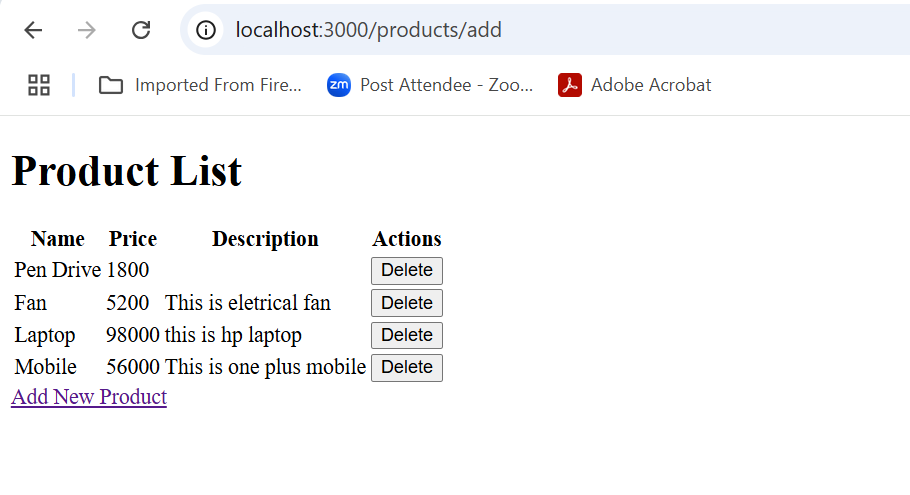 localhost:3000/products/add
Imported From Fire... zm Post Attendee - Zoo... Adobe Acrobat
Product List
Name Price Description Actions
Pen Drive 1800 Delete
Fan 5200 This is eletrical fan Delete
Laptop 98000 this is hp laptop Delete
Mobile 56000 This is one plus mobile Delete
Add New Product